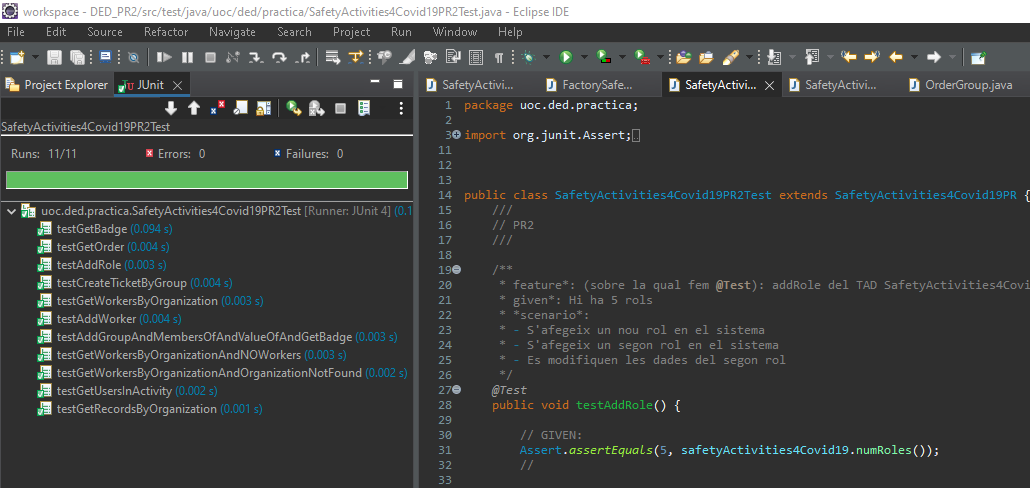 workspace - DED_PR2/src/test/java/uoc/ded/practica/SafetyActivities4Covid19PR2Test.java - Eclipse IDE
File Edit Source Refactor Navigate Search Project Run Window Help
Project Explorer JUnit
SafetyActivities4Covid19PR2Test
Runs: 11/11 Errors: 0 Failures: 0
uoc.ded.practica.SafetyActivities4Covid19PR2Test [Runner: JUnit 4] (0.1
testGetBadge (0.094 s)
testGetOrder (0.004 s)
testAddRole (0.003 s)
testCreateTicketByGroup (0.004 s)
testGetWorkersByOrganization (0.003 s)
testAddWorker (0.004 s)
testAddGroupAndMembersOfAndValueOfAndGetBadge (0.003 s)
testGetWorkersByOrganizationAndNOWorkers (0.003 s)
testGetWorkersByOrganizationAndOrganizationNotFound (0.002 s)
testGetUsersInActivity (0.002 s)
testGetRecordsByOrganization (0.001 s)
SafetyActivi... FactorySafe... SafetyActivi... SafetyActivi... OrderGroup.java
1 package uoc.ded.practica;
2
3 import org.junit.Assert;
11
12
13
14 public class SafetyActivities4Covid19PR2Test extends SafetyActivities4Covid19PR {
15 ///
16 // PR2
17 ///
18
19 /**
20 * feature*: (sobre la qual fem @Test): addRole del TAD SafetyActivities4Covi
21 * given*: Hi ha 5 rols
22 * *scenario*:
23 * - S'afegeix un nou rol en el sistema
24 * - S'afegeix un segon rol en el sistema
25 * - Es modifiquen les dades del segon rol
26 */
27 @Test
28 public void testAddRole() {
29
30 // GIVEN:
31 Assert.assertEquals(5, safetyActivities4Covid19.numRoles());
32 //
33